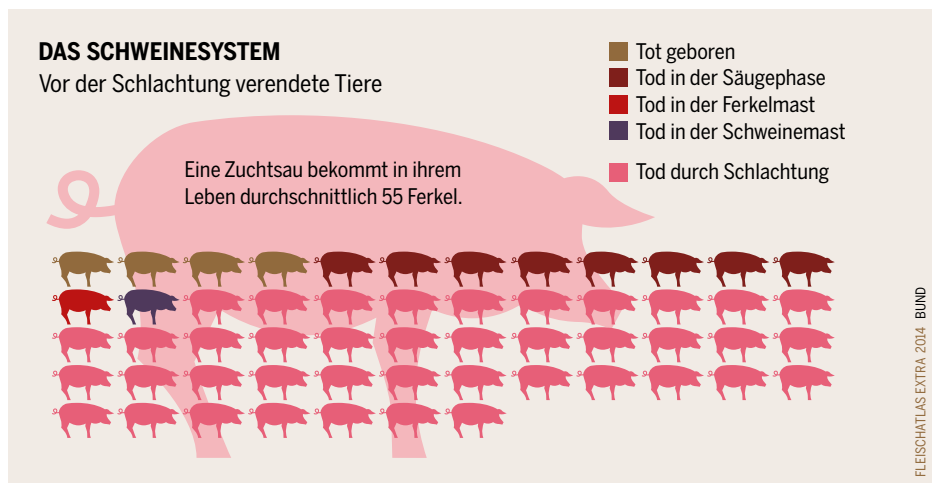 DAS SCHWEINESYSTEM
Vor der Schlachtung verendete Tiere
Tot geboren
Tod in der Säugephase
Tod in der Ferkelmast
Tod in der Schweinemast
Tod durch Schlachtung
Eine Zuchtsau bekommt in ihrem
Leben durchschnittlich 55 Ferkel.
FLEISCHATLAS EXTRA 2014 BUND